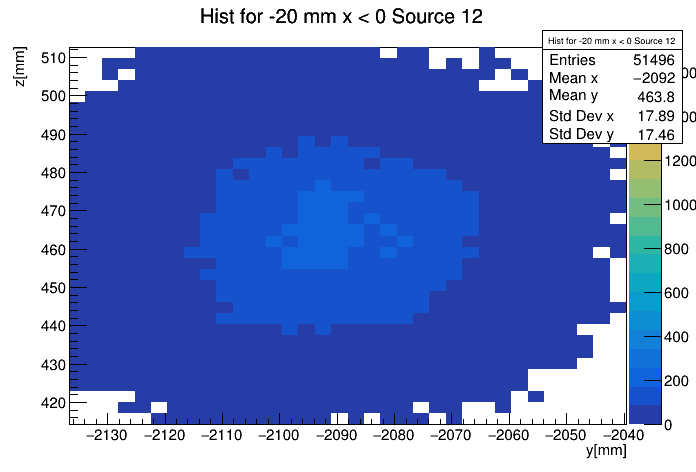 Hist for -20 mm x < 0 Source 12
Hist for -20 mm x < 0 Source 12
Entries 51496
Mean x −2092
Mean y 463.8
Std Dev x 17.89
Std Dev y 17.46
z[mm]
510
500
490
480
470
460
450
440
430
420
−2130 −2120 −2110 −2100 −2090 −2080 −2070 −2060 −2050 −2040
y[mm]
1200
1000
800
600
400
200
0